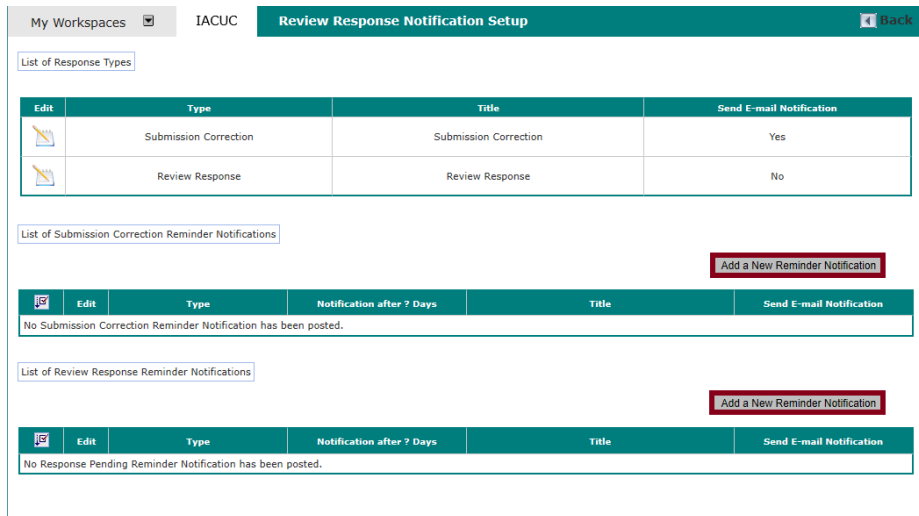 My Workspaces IACUC Review Response Notification Setup Back
List of Response Types
Edit Type Title Send E-mail Notification
Submission Correction Submission Correction Yes
Review Response Review Response No
List of Submission Correction Reminder Notifications
Add a New Reminder Notification
Edit Type Notification after ? Days Title Send E-mail Notification
No Submission Correction Reminder Notification has been posted.
List of Review Response Reminder Notifications
Add a New Reminder Notification
Edit Type Notification after ? Days Title Send E-mail Notification
No Response Pending Reminder Notification has been posted.